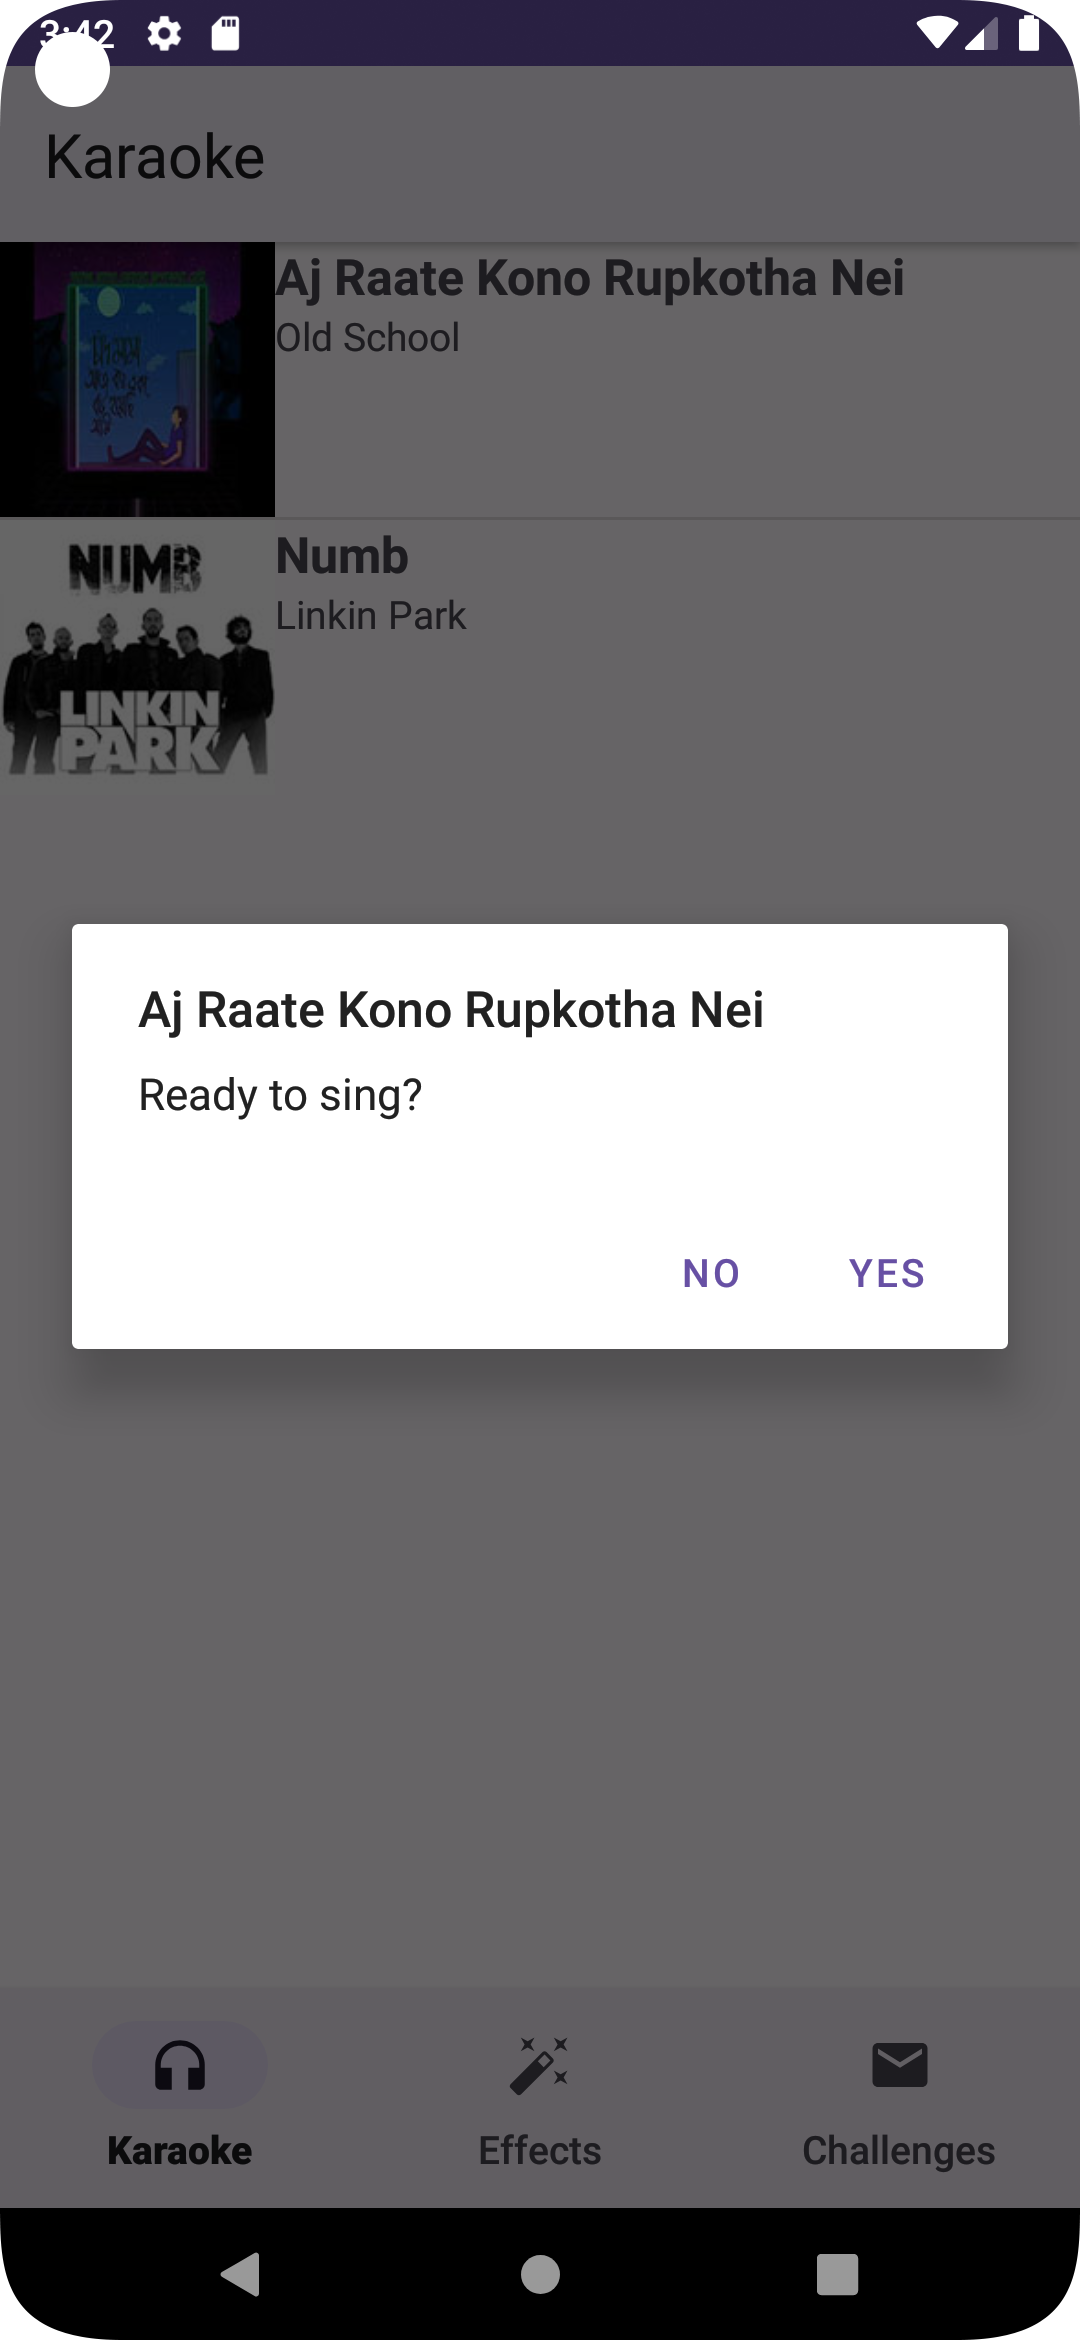 3:42
Karaoke
Aj Raate Kono Rupkotha Nei
Old School
NUMB
LINKIN
PARK
Numb
Linkin Park
Aj Raate Kono Rupkotha Nei
Ready to sing?
NO
YES
Karaoke
Effects
Challenges